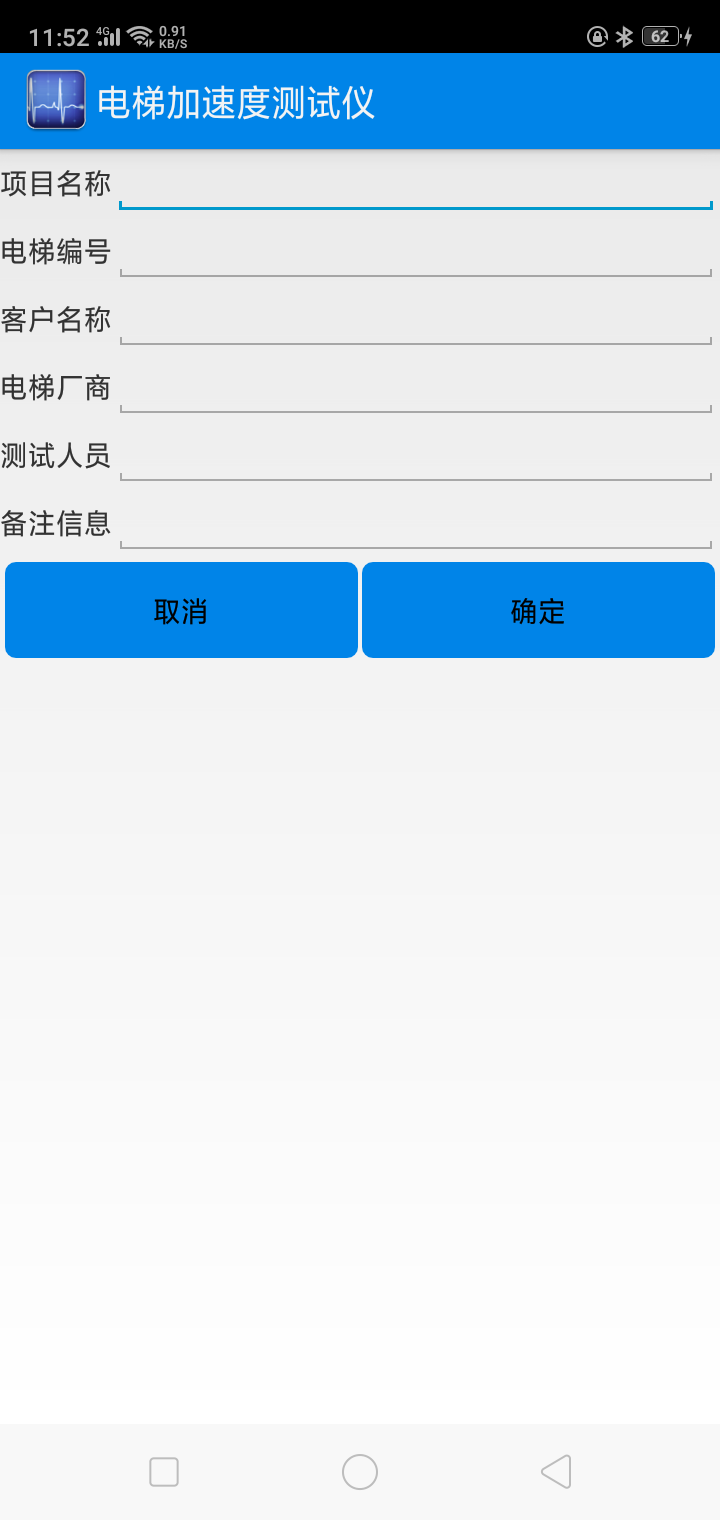 11:52 4G 0.91 KB/S 62
电梯加速度测试仪
项目名称
电梯编号
客户名称
电梯厂商
测试人员
备注信息
取消 确定